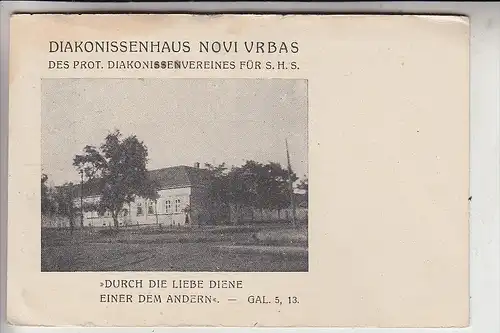 DIAKONISSENHAUS NOVI VRBAS
DES PROT. DIAKONISSENVEREINES FÜR S. H. S.
»DURCH DIE LIEBE DIENE
EINER DEM ANDERN«. — GAL. 5, 13.